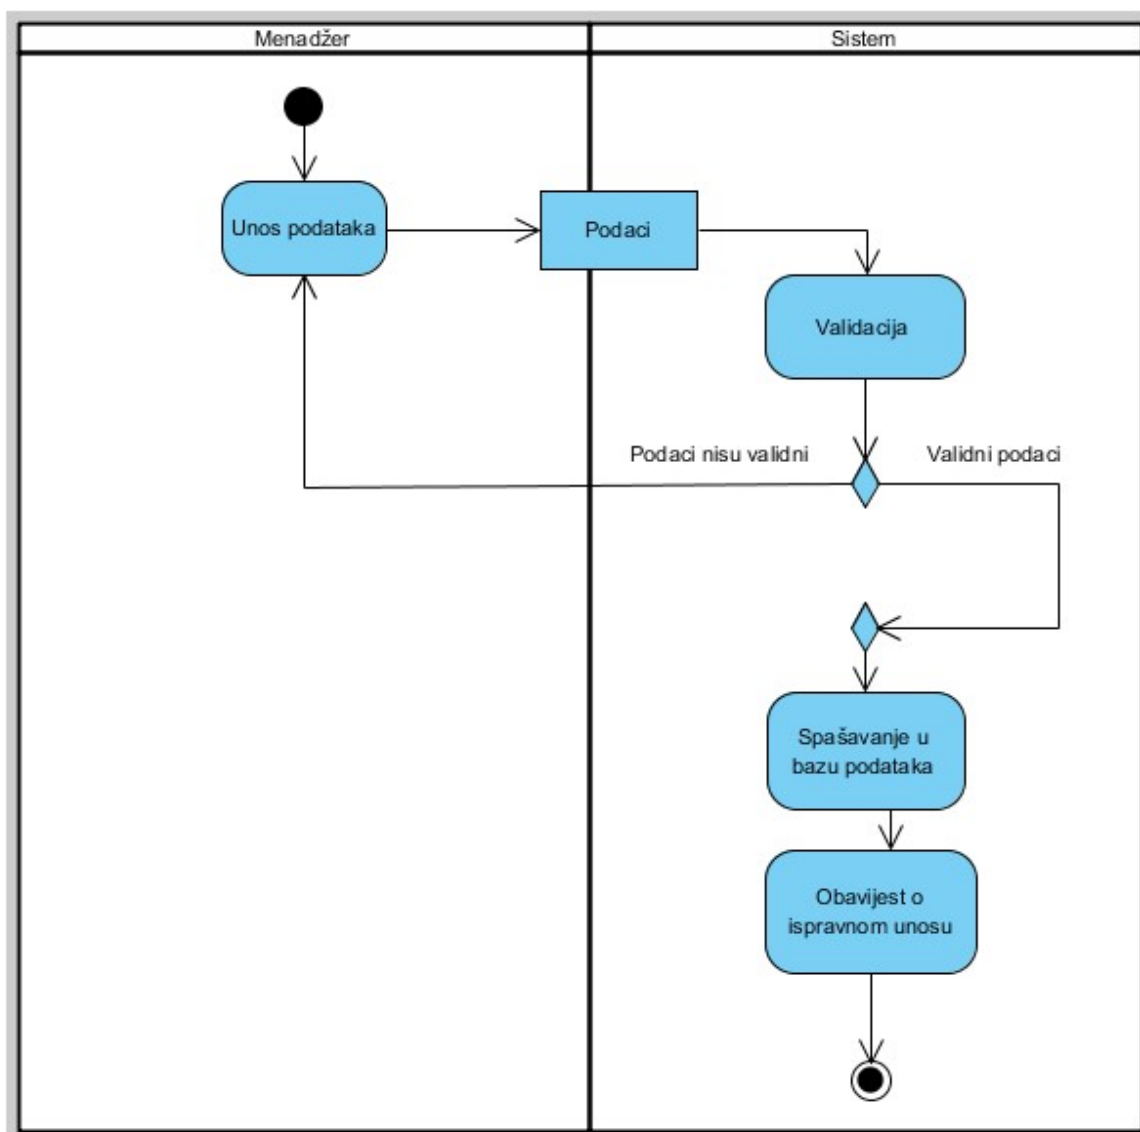 Menadžer
Sistem
Unos podataka
Podaci
Validacija
Podaci nisu validni
Validni podaci
Spašavanje u
bazu podataka
Obavijest o
ispravnom unosu